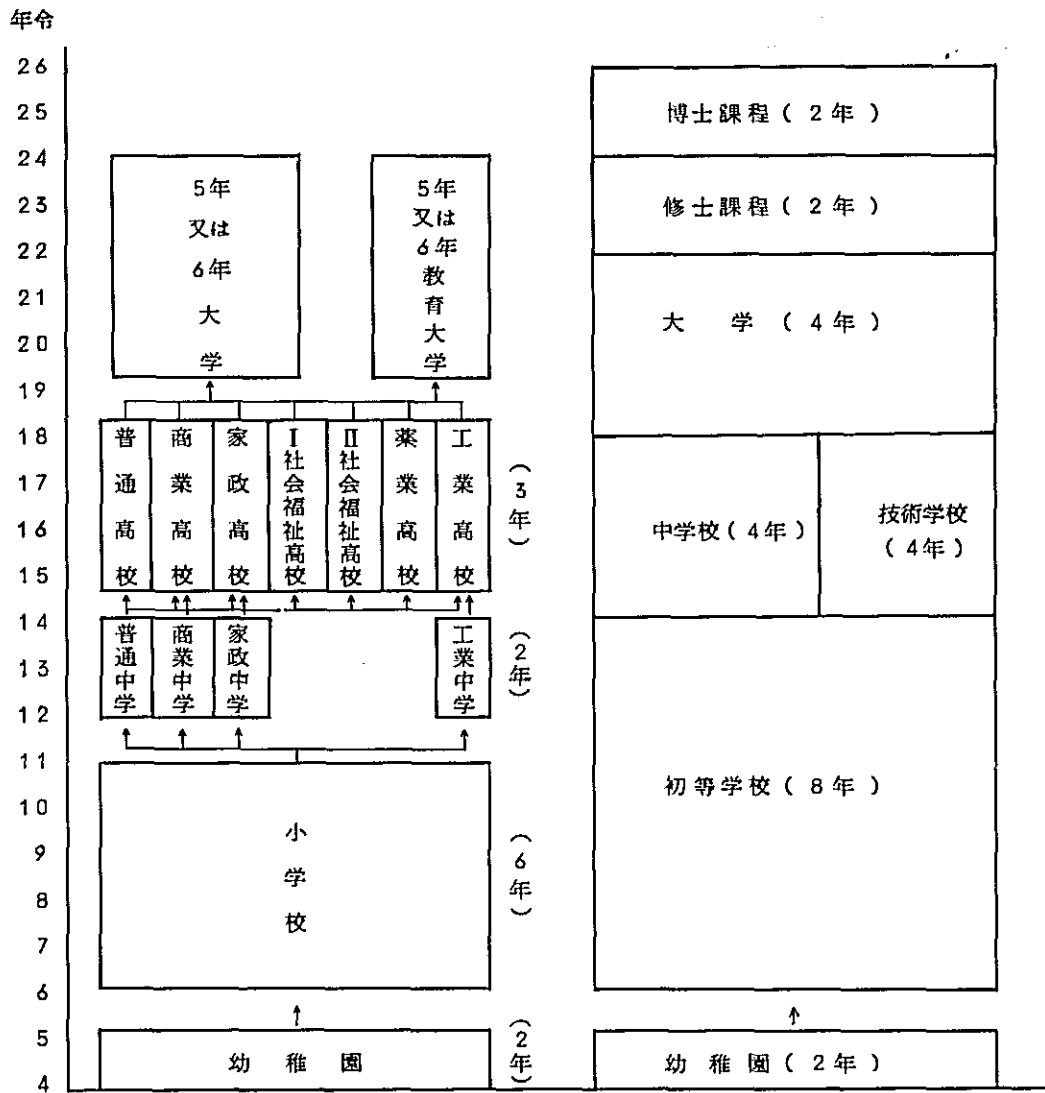 年令
26
25
24
23
22
21
20
19
18
17
16
15
14
13
12
11
10
9
8
7
6
5
4
5年
又は
6年
大
学
5年
又は
6年
教
育
大
学
普通高校
商業高校
家政高校
I社会福祉高校
II社会福祉高校
薬業高校
工業高校
(3年)
普通中学
商業中学
家政中学
工業中学
(2年)
小
学
校
(6年)
幼稚園
(2年)
博士課程(2年)
修士課程(2年)
大学(4年)
中学校(4年)
技術学校
(4年)
初等学校(8年)
幼稚園(2年)